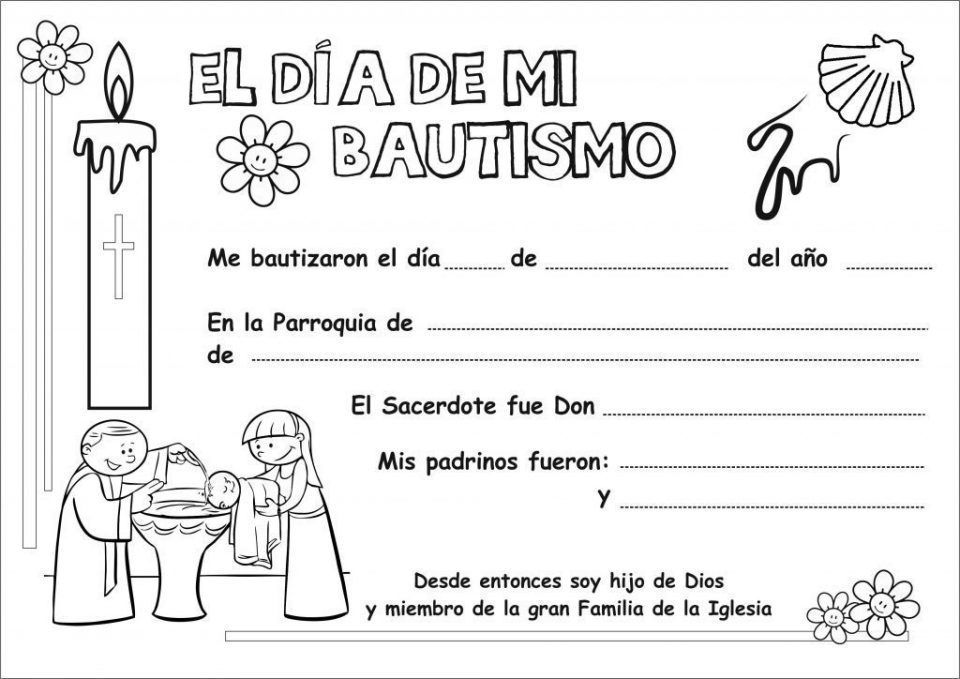 EL DÍA DE MI
BAUTISMO
Me bautizaron el día ........ de ........................ del año ............
En la Parroquia de ................................................................
de ................................................................
El Sacerdote fue Don ..........................................
Mis padrinos fueron: ........................................
y ........................................
Desde entonces soy hijo de Dios
y miembro de la gran Familia de la Iglesia